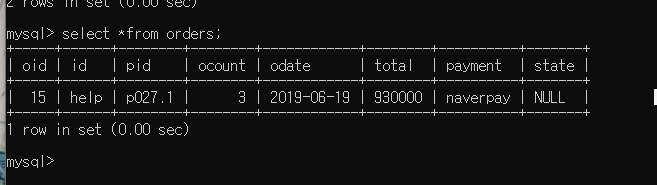 2 rows in set (0.00 sec)
mysql> select *from orders;
+-----+------+--------+--------+------------+--------+----------+-------+
| oid | id | pid | ocount | odate | total | payment | state |
+-----+------+--------+--------+------------+--------+----------+-------+
| 15 | help | p027.1 | 3 | 2019-06-19 | 930000 | naverpay | NULL |
+-----+------+--------+--------+------------+--------+----------+-------+
1 row in set (0.00 sec)
mysql>